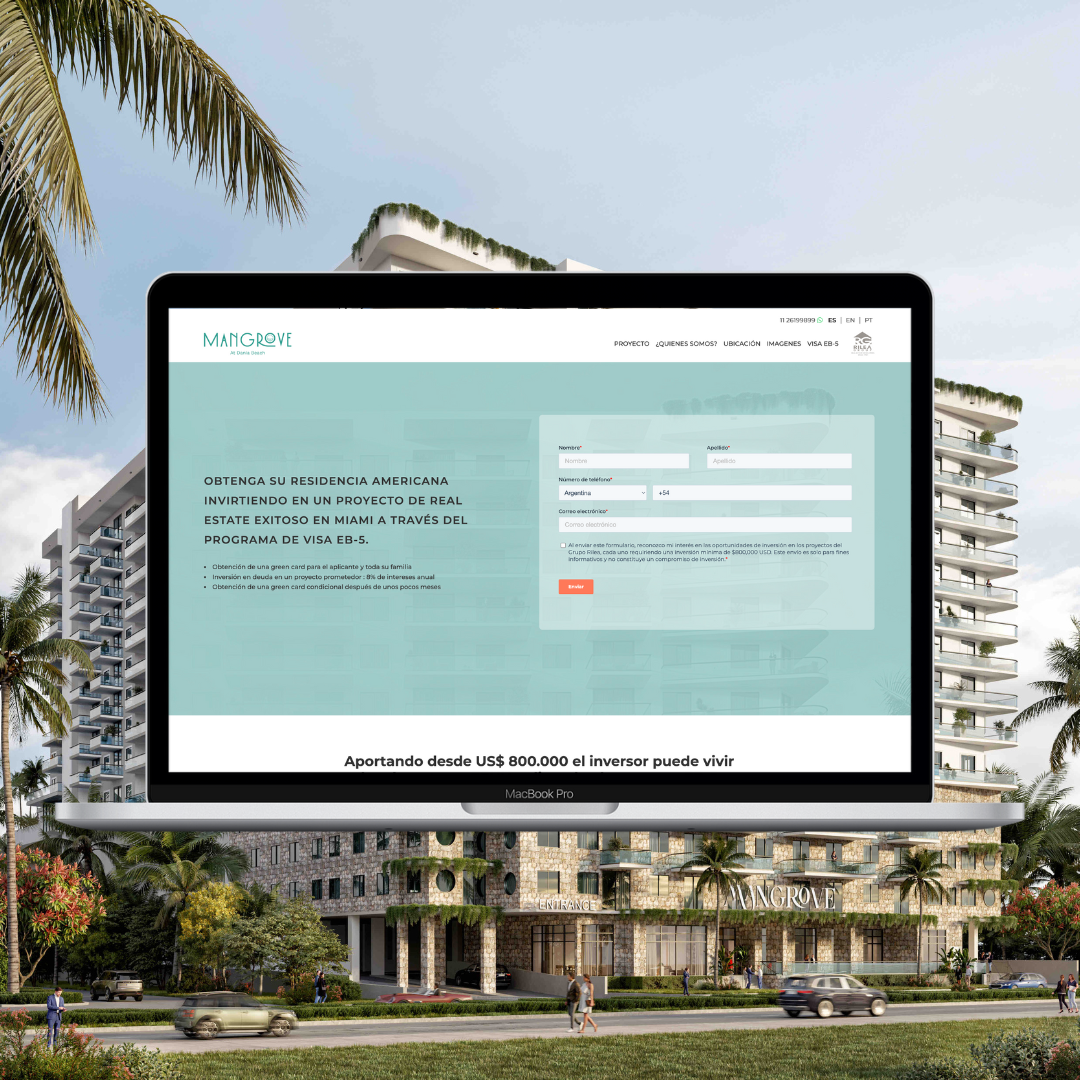 11 26199899 ES | EN | PT
MANGROVE
At Dania Beach
PROYECTO ¿QUIENES SOMOS? UBICACIÓN IMAGENES VISA EB-5
OBTENGA SU RESIDENCIA AMERICANA
INVIRTIENDO EN UN PROYECTO DE REAL
ESTATE EXITOSO EN MIAMI A TRAVÉS DEL
PROGRAMA DE VISA EB-5.
• Obtención de una green card para el aplicante y toda su familia
• Inversión en deuda en un proyecto prometedor : 8% de intereses anual
• Obtención de una green card condicional después de unos pocos meses
Nombre* Apellido*
Nombre Apellido
Número de teléfono*
Argentina +54
Correo electrónico*
Correo electrónico
Al enviar este formulario, reconozco mi interés en las oportunidades de inversión en los proyectos del
Grupo Rilea, cada uno requiriendo una inversión mínima de $800,000 USD. Este envío es solo para fines
informativos y no constituye un compromiso de inversión.*
Enviar
Aportando desde US$ 800.000 el inversor puede vivir
MacBook Pro
ENTRANCE
MANGROVE